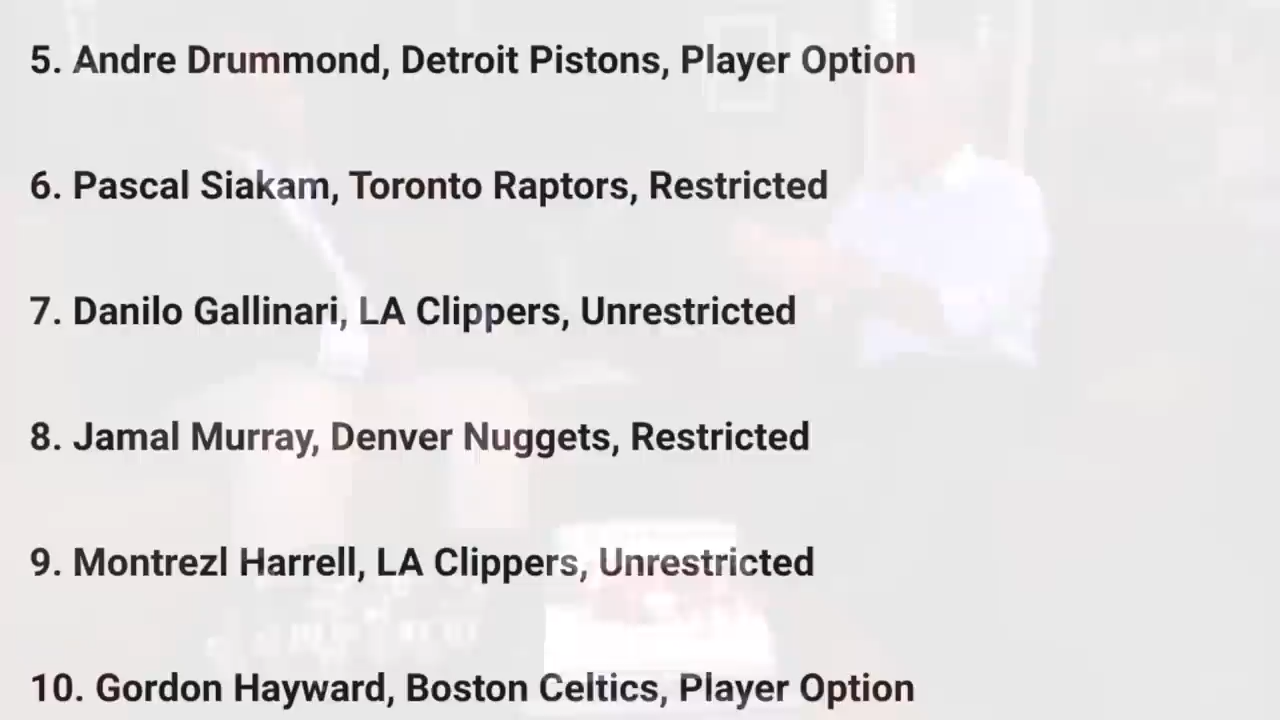 5. Andre Drummond, Detroit Pistons, Player Option
6. Pascal Siakam, Toronto Raptors, Restricted
7. Danilo Gallinari, LA Clippers, Unrestricted
8. Jamal Murray, Denver Nuggets, Restricted
9. Montrezl Harrell, LA Clippers, Unrestricted
10. Gordon Hayward, Boston Celtics, Player Option